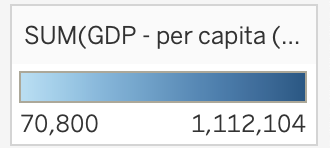 SUM(GDP - per capita (...
70,800 1,112,104